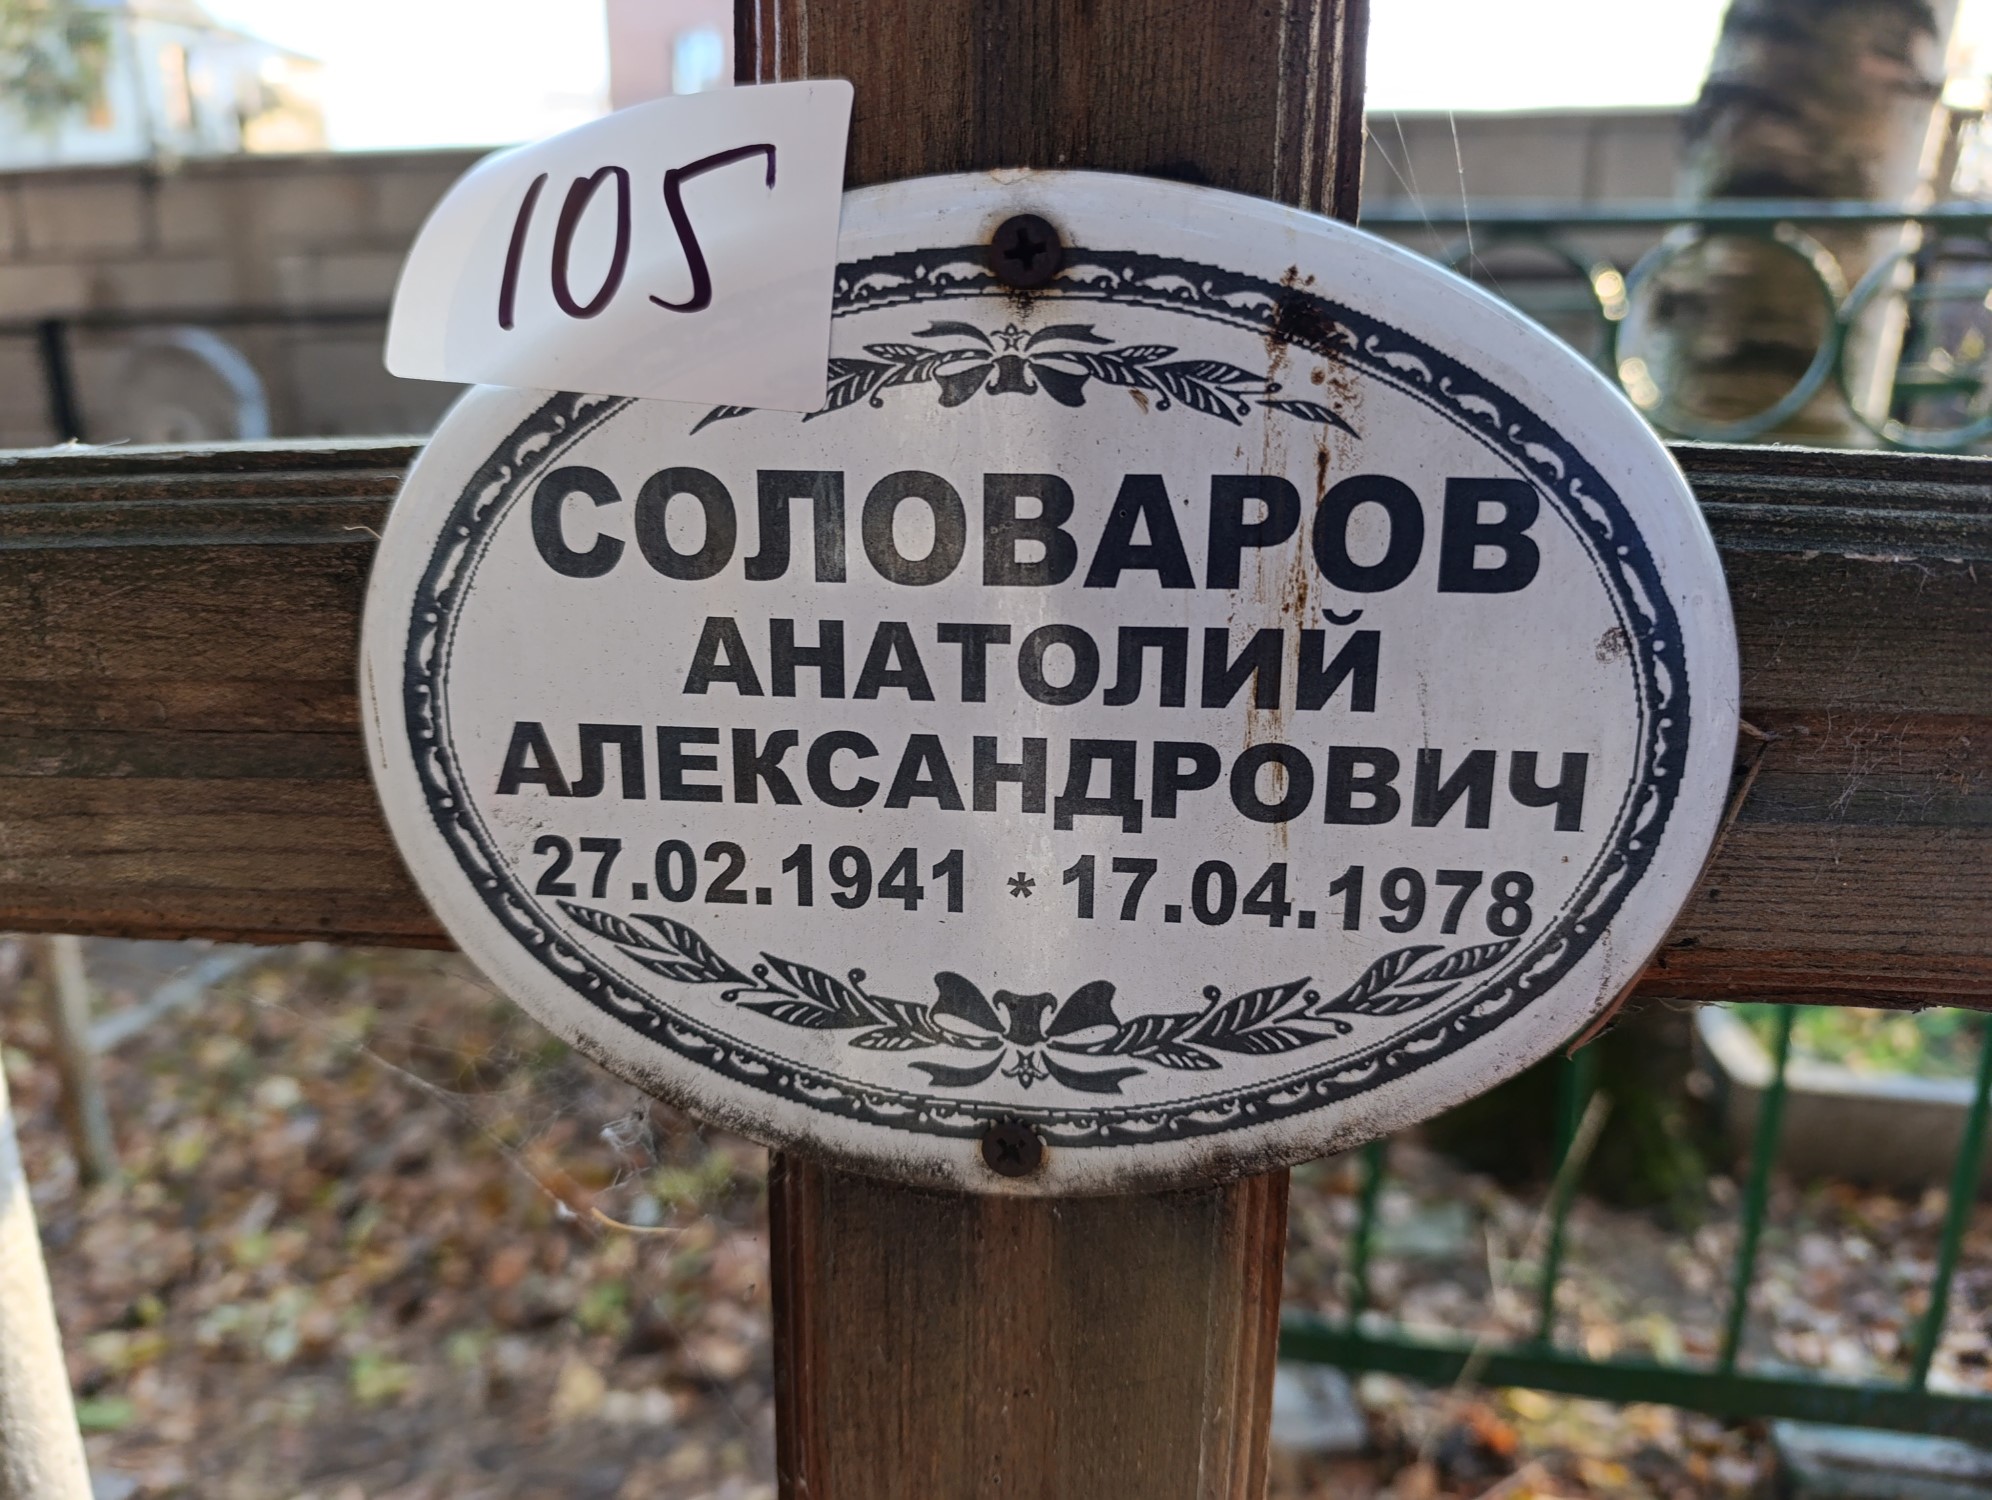 105
СОЛОВАРОВ
АНАТОЛИЙ
АЛЕКСАНДРОВИЧ
27.02.1941 * 17.04.1978